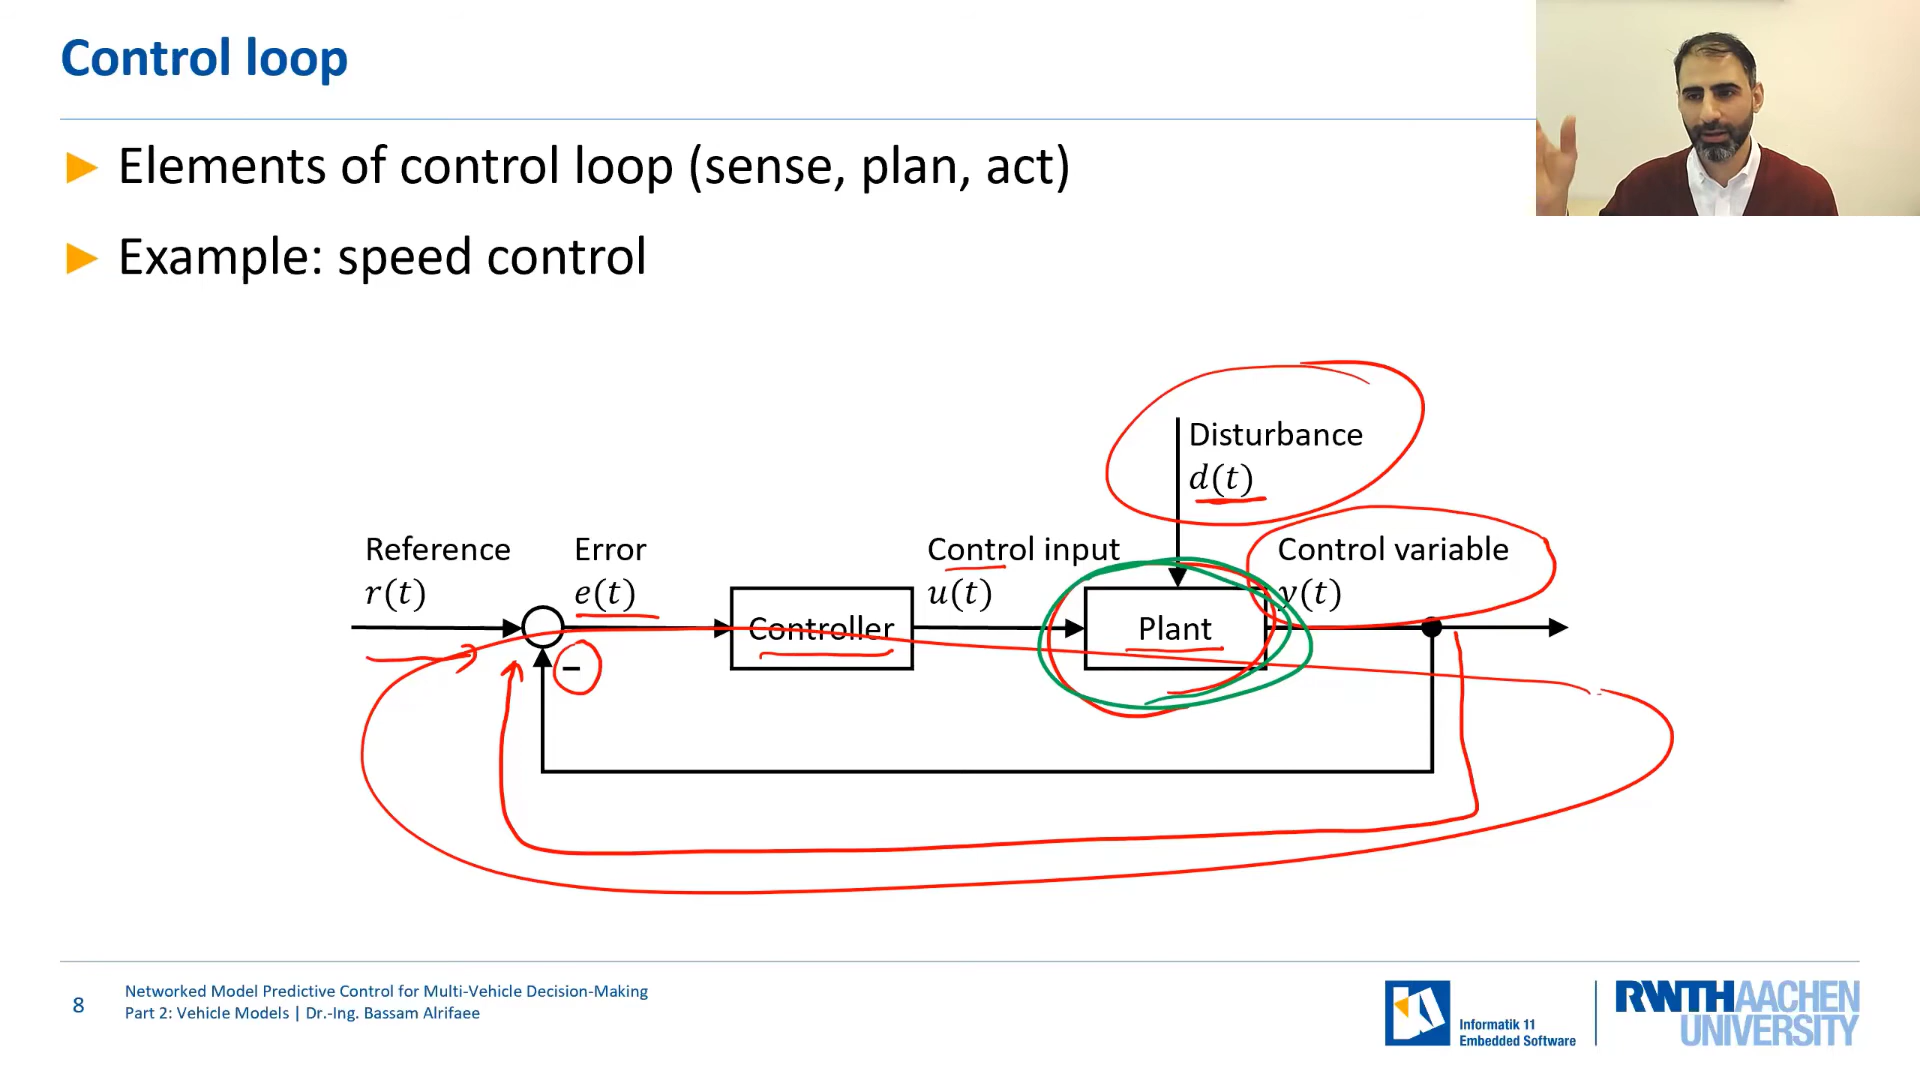 Control loop
► Elements of control loop (sense, plan, act)
► Example: speed control
Disturbance
d(t)
Reference
r(t)
Error
e(t)
Control input
u(t)
Control variable
y(t)
Controller
Plant
−
8
Networked Model Predictive Control for Multi-Vehicle Decision-Making
Part 2: Vehicle Models | Dr.-Ing. Bassam Alrifaee
Informatik 11
Embedded Software
RWTHAACHEN
UNIVERSITY